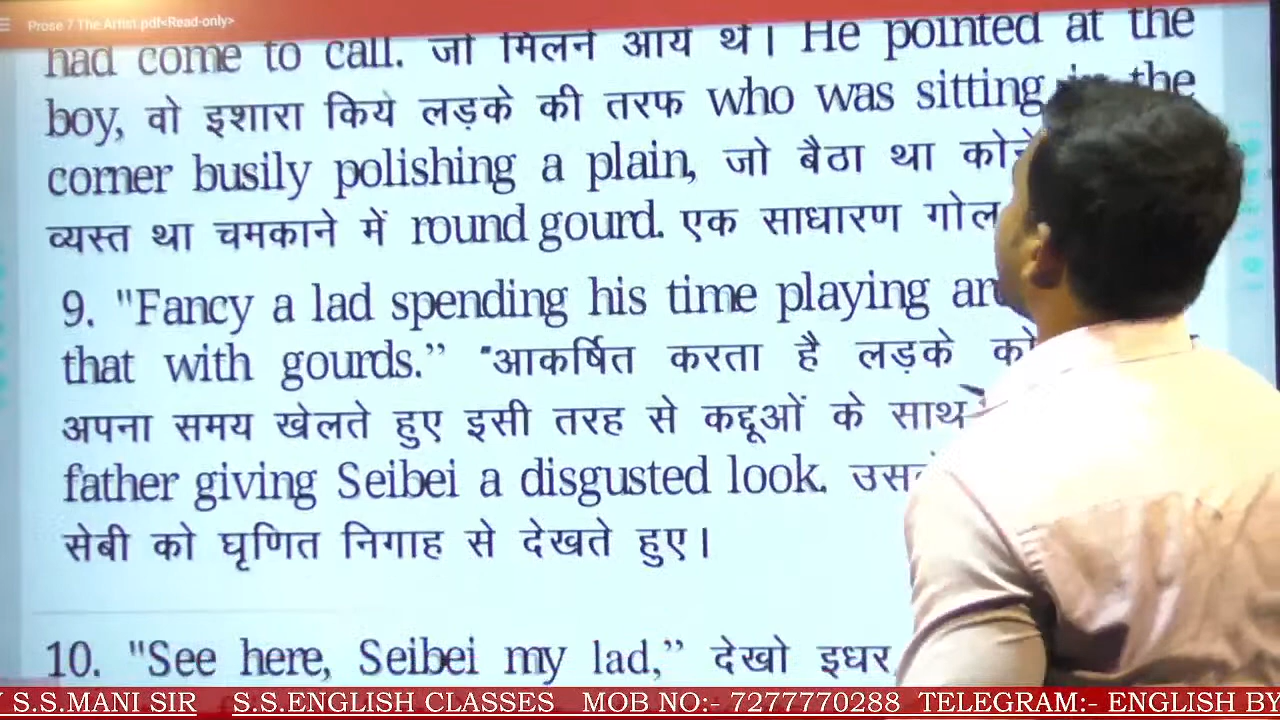 Prose 7 The Artist.pdf<Read-only>
had come to call. जो मिलने आये थे। He pointed at the
boy, वो इशारा किये लड़के की तरफ who was sitting in the
corner busily polishing a plain, जो बैठा था कोने
व्यस्त था चमकाने में round gourd. एक साधारण गोल
9. "Fancy a lad spending his time playing
that with gourds.” "आकर्षित करता है लड़के को
अपना समय खेलते हुए इसी तरह से कद्दूओं के साथ
father giving Seibei a disgusted look.
सेबी को घृणित निगाह से देखते हुए।
10. "See here, Seibei my lad,” देखो इधर
Y S.S.MANI SIR S.S.ENGLISH CLASSES MOB NO:- 7277770288 TELEGRAM:- ENGLISH BY